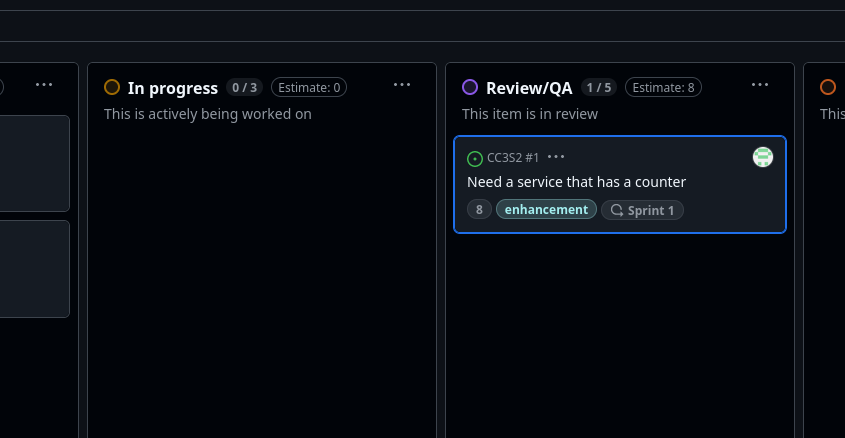 In progress 0 / 3 Estimate: 0 ...
This is actively being worked on
Review/QA 1 / 5 Estimate: 8 ...
This item is in review
CC3S2 #1 ...
Need a service that has a counter
8 enhancement Sprint 1
This